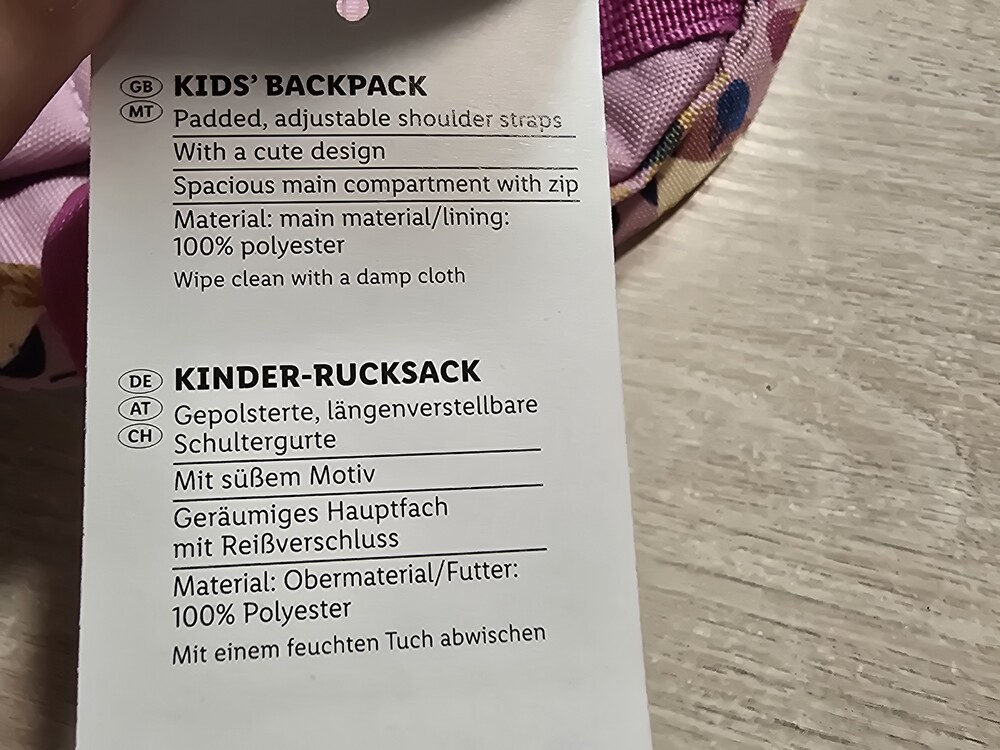 GB KIDS' BACKPACK
MT Padded, adjustable shoulder straps
With a cute design
Spacious main compartment with zip
Material: main material/lining:
100% polyester
Wipe clean with a damp cloth
DE KINDER-RUCKSACK
AT Gepolsterte, längenverstellbare
CH Schultergurte
Mit süßem Motiv
Geräumiges Hauptfach
mit Reißverschluss
Material: Obermaterial/Futter:
100% Polyester
Mit einem feuchten Tuch abwischen